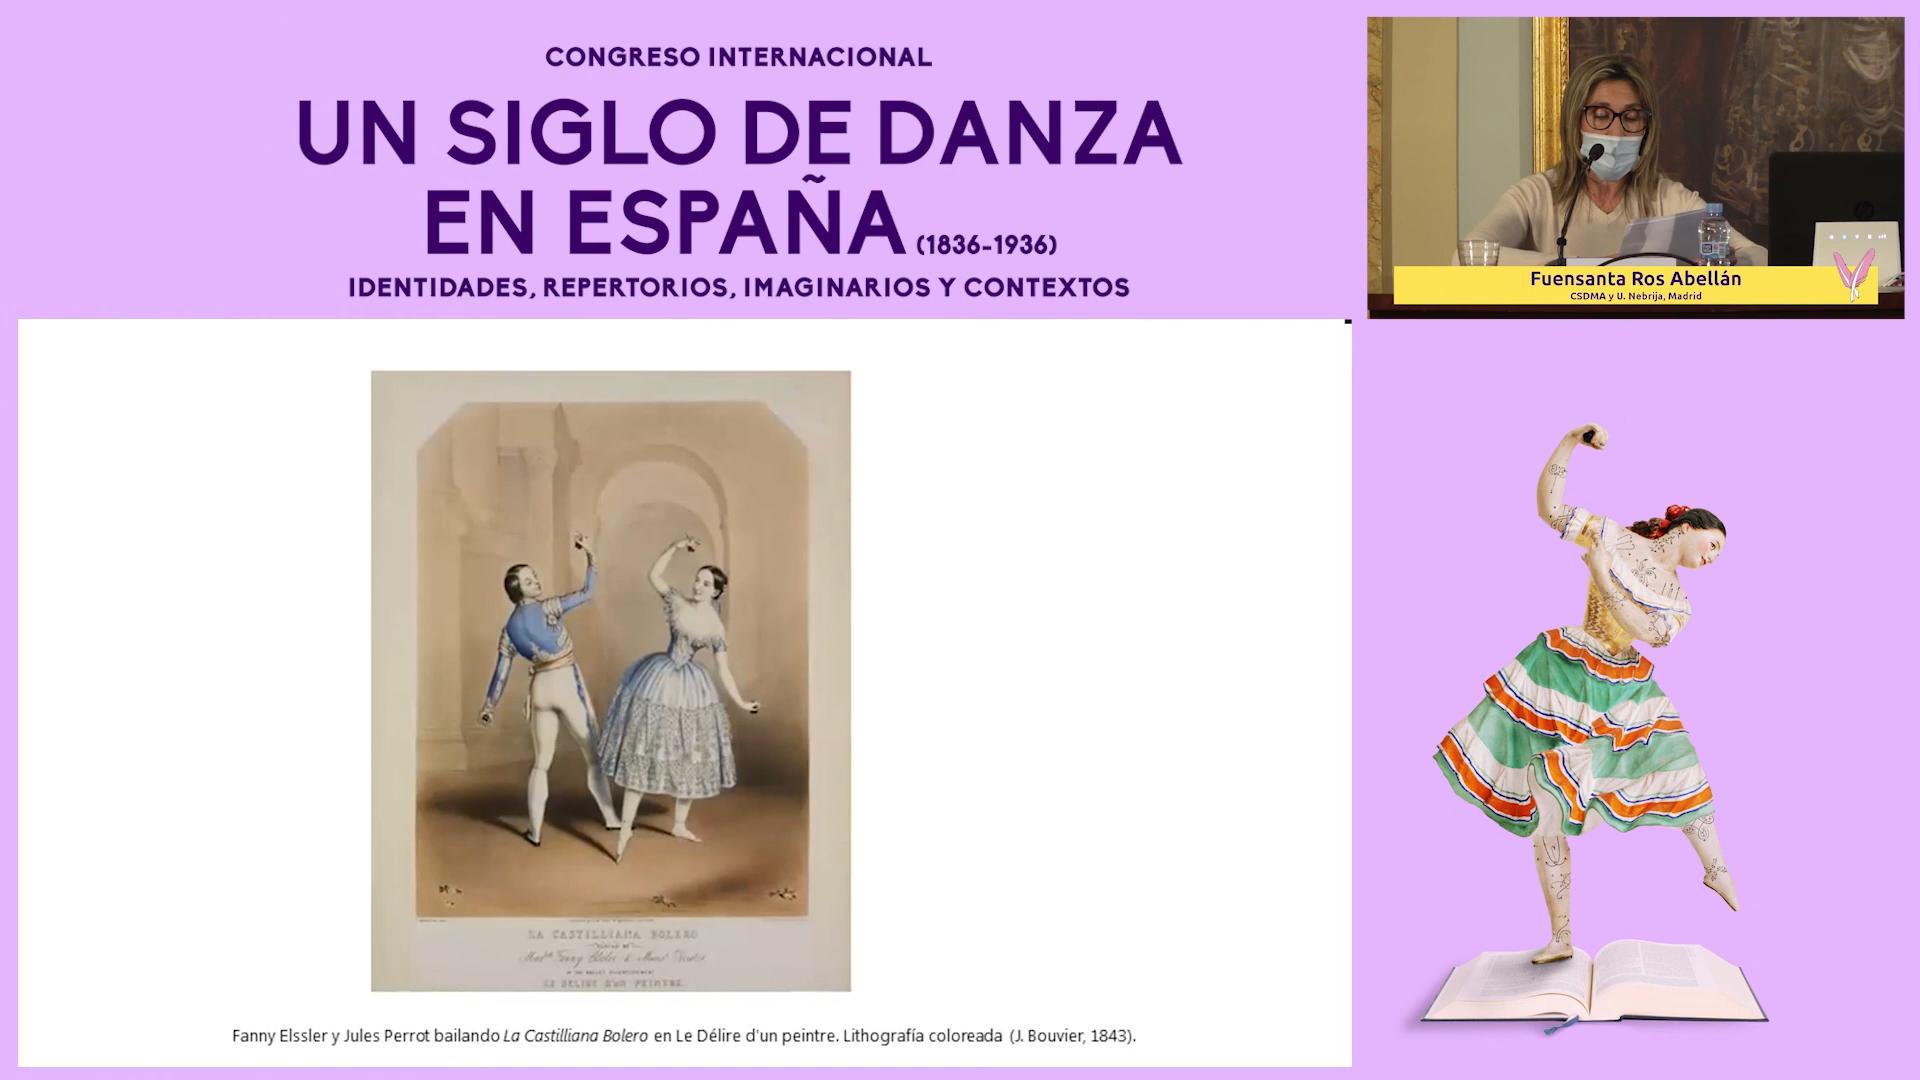 CONGRESO INTERNACIONAL
UN SIGLO DE DANZA
EN ESPAÑA (1836-1936)
IDENTIDADES, REPERTORIOS, IMAGINARIOS Y CONTEXTOS
Fuensanta Ros Abellán
CSDMA y U. Nebrija, Madrid
LA CASTILLIANA BOLERO
LE DELIRE D'UN PEINTRE
Fanny Elssler y Jules Perrot bailando La Castilliana Bolero en Le Délire d'un peintre. Lithografía coloreada (J. Bouvier, 1843).